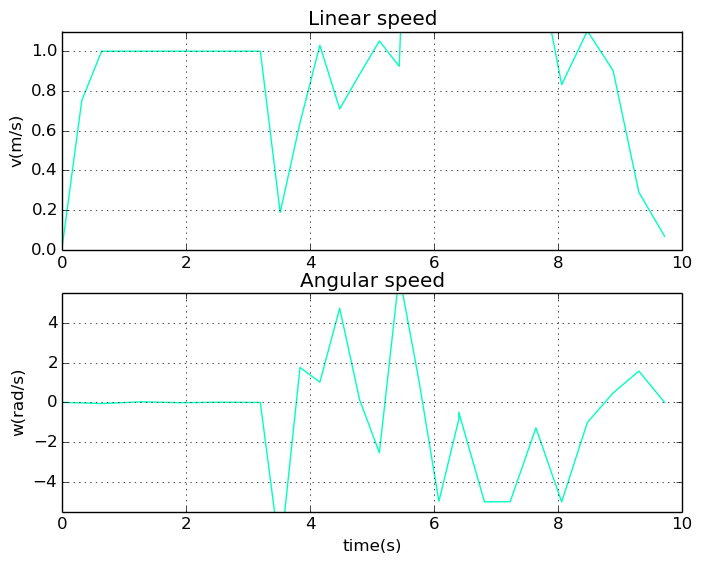 Linear speed
v(m/s)
1.0
0.8
0.6
0.4
0.2
0.0
0 2 4 6 8 10
Angular speed
w(rad/s)
4
2
0
−2
−4
0 2 4 6 8 10
time(s)